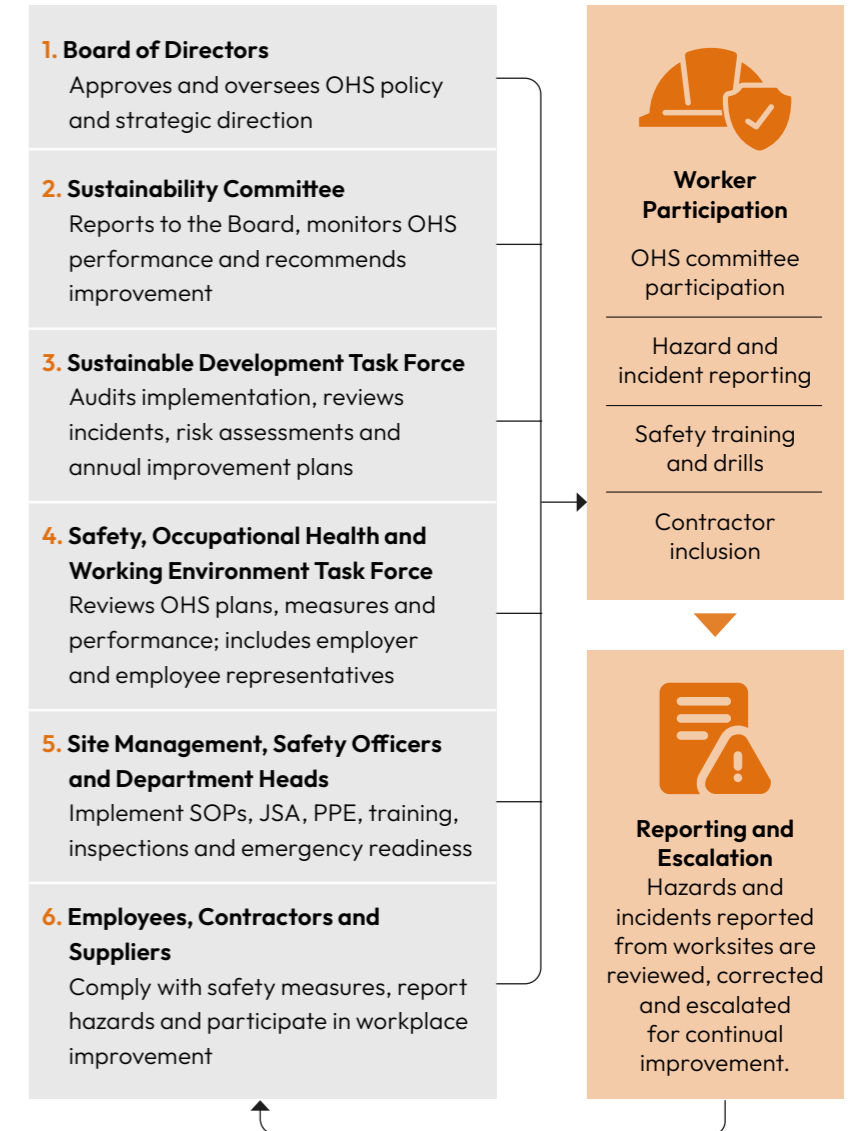 1. Board of Directors
Approves and oversees OHS policy
and strategic direction
2. Sustainability Committee
Reports to the Board, monitors OHS
performance and recommends
improvement
3. Sustainable Development Task Force
Audits implementation, reviews
incidents, risk assessments and
annual improvement plans
4. Safety, Occupational Health and
Working Environment Task Force
Reviews OHS plans, measures and
performance; includes employer
and employee representatives
5. Site Management, Safety Officers
and Department Heads
Implement SOPs, JSA, PPE, training,
inspections and emergency readiness
6. Employees, Contractors and
Suppliers
Comply with safety measures, report
hazards and participate in workplace
improvement
Worker
Participation
OHS committee
participation
Hazard and
incident reporting
Safety training
and drills
Contractor
inclusion
Reporting and
Escalation
Hazards and
incidents reported
from worksites are
reviewed, corrected
and escalated
for continual
improvement.